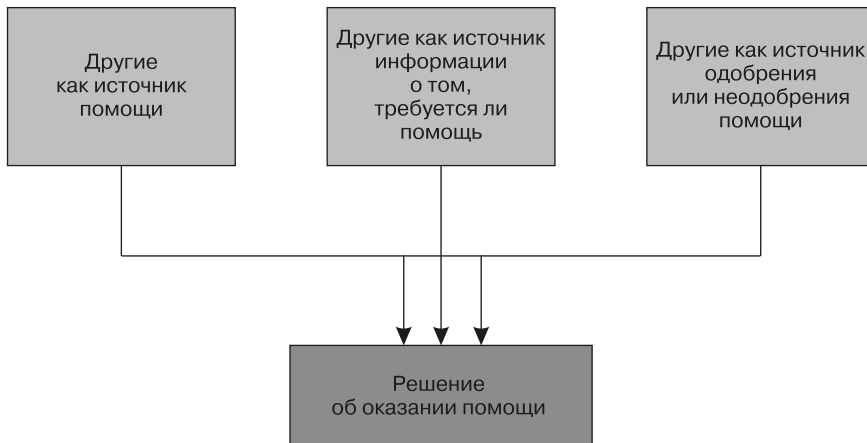 Другие
как источник
помощи
Другие как источник
информации
о том,
требуется ли
помощь
Другие как источник
одобрения
или неодобрения
помощи
Решение
об оказании помощи